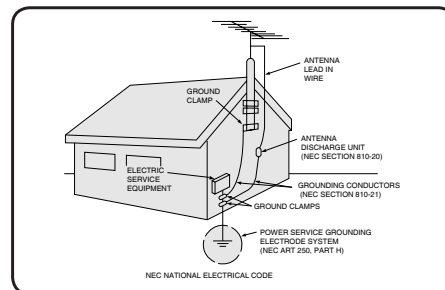 ANTENNA
LEAD IN
WIRE
GROUND
CLAMP
ANTENNA
DISCHARGE UNIT
(NEC SECTION 810-20)
ELECTRIC
SERVICE
EQUIPMENT
GROUNDING CONDUCTORS
(NEC SECTION 810-21)
GROUND CLAMPS
POWER SERVICE GROUNDING
ELECTRODE SYSTEM
(NEC ART 250, PART H)
NEC NATIONAL ELECTRICAL CODE